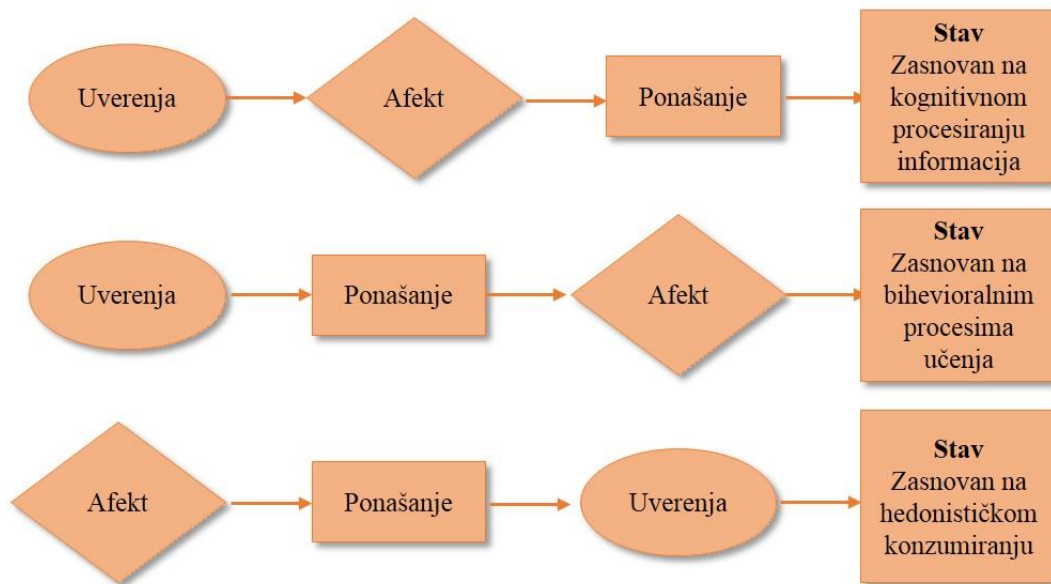 Uverenja
Afekt
Ponašanje
Stav
Zasnovan na
kognitivnom
procesiranju
informacija
Uverenja
Ponašanje
Afekt
Stav
Zasnovan na
bihevioralnim
procesima
učenja
Afekt
Ponašanje
Uverenja
Stav
Zasnovan na
hedonističkom
konzumiranju